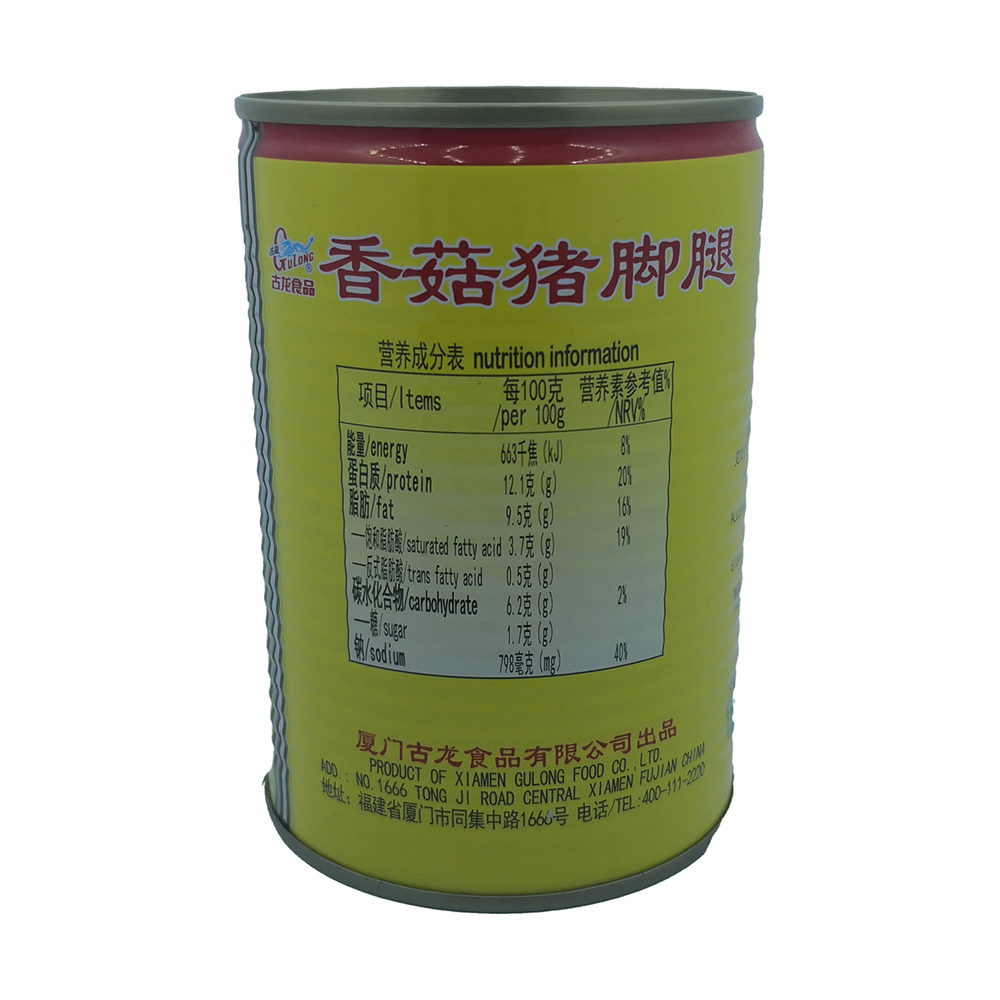 古龙
GULONG®
古龙食品
香菇猪脚腿
营养成分表 nutrition information
项目/Items 每100克/per 100g 营养素参考值%/NRV%
能量/energy 663千焦(kJ) 8%
蛋白质/protein 12.1克(g) 20%
脂肪/fat 9.5克(g) 16%
—饱和脂肪酸/saturated fatty acid 3.7克(g) 19%
—反式脂肪酸/trans fatty acid 0.5克(g)
碳水化合物/carbohydrate 6.2克(g) 2%
—糖/sugar 1.7克(g)
钠/sodium 798毫克(mg) 40%
厦门古龙食品有限公司出品
PRODUCT OF XIAMEN GULONG FOOD CO.,LTD.
ADD.: NO.1666 TONG JI ROAD CENTRAL XIAMEN FUJIAN CHINA
地址: 福建省厦门市同集中路1666号 电话/TEL:400-111-2220